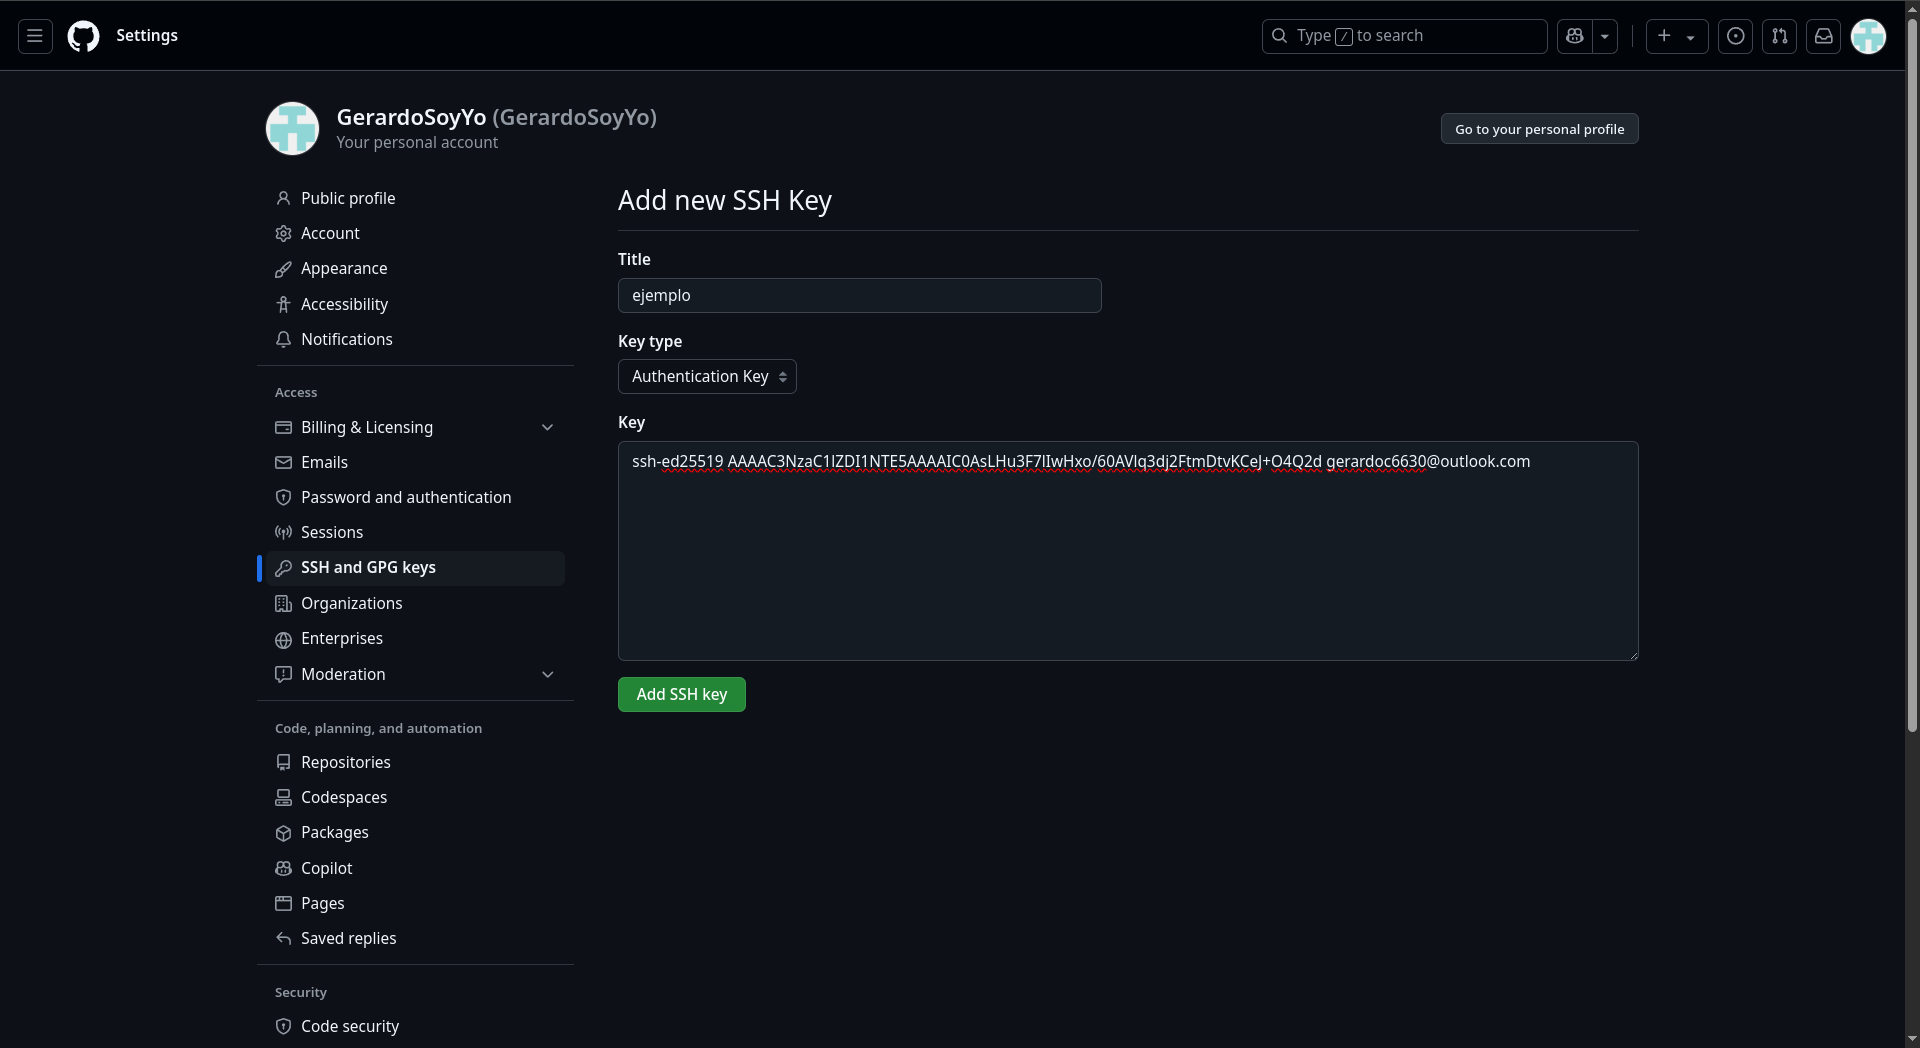 Settings
Type / to search
GerardoSoyYo (GerardoSoyYo)
Your personal account
Go to your personal profile
Public profile
Account
Appearance
Accessibility
Notifications
Access
Billing & Licensing
Emails
Password and authentication
Sessions
SSH and GPG keys
Organizations
Enterprises
Moderation
Code, planning, and automation
Repositories
Codespaces
Packages
Copilot
Pages
Saved replies
Security
Code security
Add new SSH Key
Title
ejemplo
Key type
Authentication Key
Key
ssh-ed25519 AAAAC3NzaC1lZDI1NTE5AAAAIC0AsLHu3F7lIwHxo/60AVlq3dj2FtmDtvKCeJ+O4Q2d gerardoc6630@outlook.com
Add SSH key